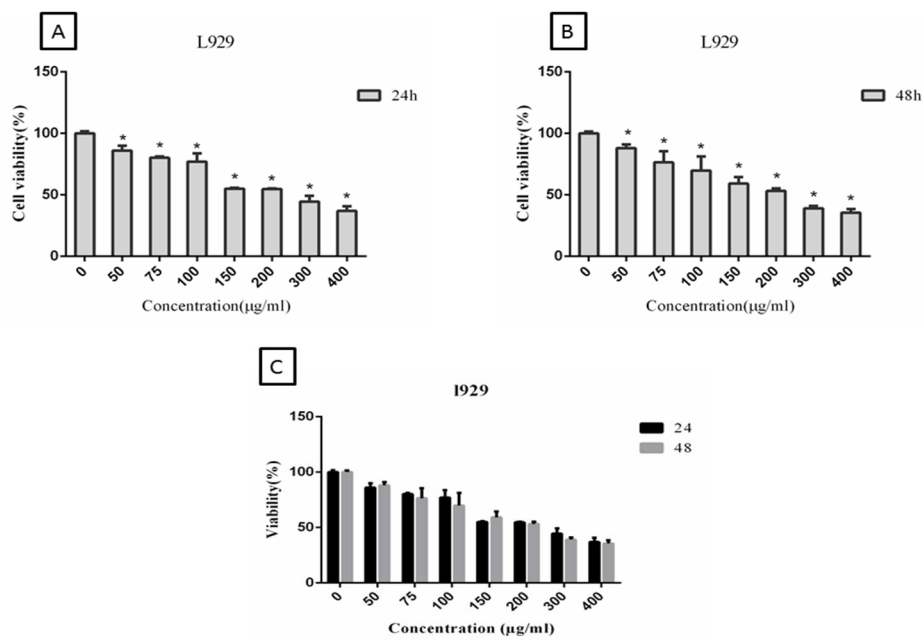 A
L929
150
100
50
0
Cell viability(%)
* * * * * * *
24h
0 50 75 100 150 200 300 400
Concentration(µg/ml)
B
L929
150
100
50
0
Cell viability(%)
* * * * * * *
48h
0 50 75 100 150 200 300 400
Concentration(µg/ml)
C
l929
150
100
50
0
Viability(%)
24
48
0 50 75 100 150 200 300 400
Concentration (µg/ml)